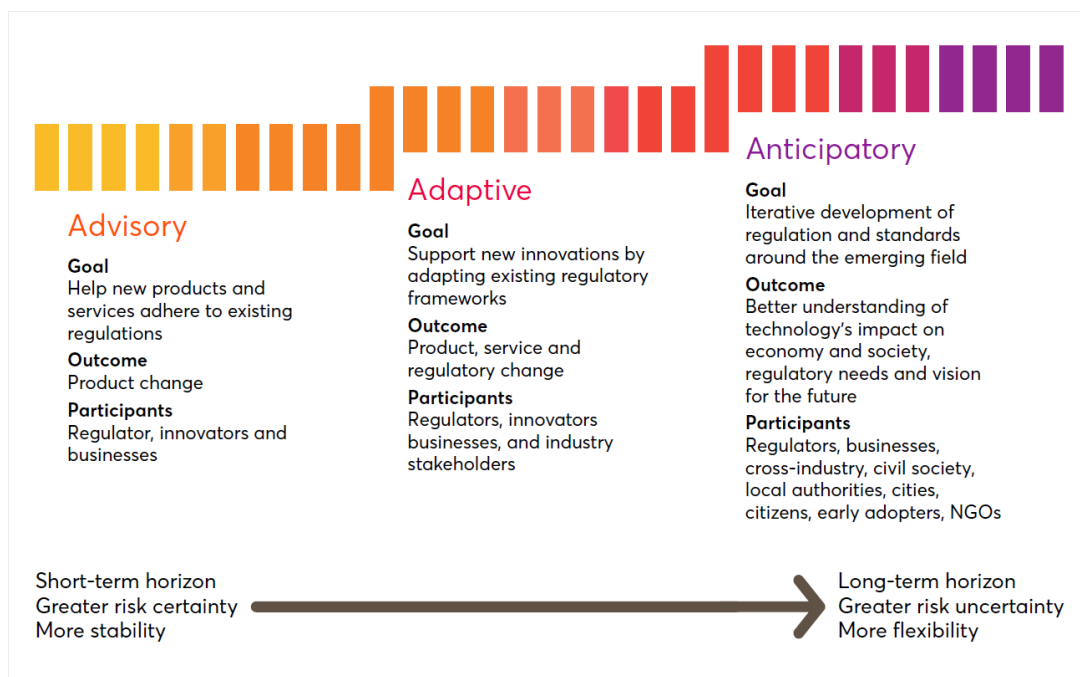 Advisory
Goal
Help new products and
services adhere to existing
regulations
Outcome
Product change
Participants
Regulator, innovators and
businesses
Adaptive
Goal
Support new innovations by
adapting existing regulatory
frameworks
Outcome
Product, service and
regulatory change
Participants
Regulators, innovators
businesses, and industry
stakeholders
Anticipatory
Goal
Iterative development of
regulation and standards
around the emerging field
Outcome
Better understanding of
technology’s impact on
economy and society,
regulatory needs and vision
for the future
Participants
Regulators, businesses,
cross-industry, civil society,
local authorities, cities,
citizens, early adopters, NGOs
Short-term horizon
Greater risk certainty
More stability
Long-term horizon
Greater risk uncertainty
More flexibility